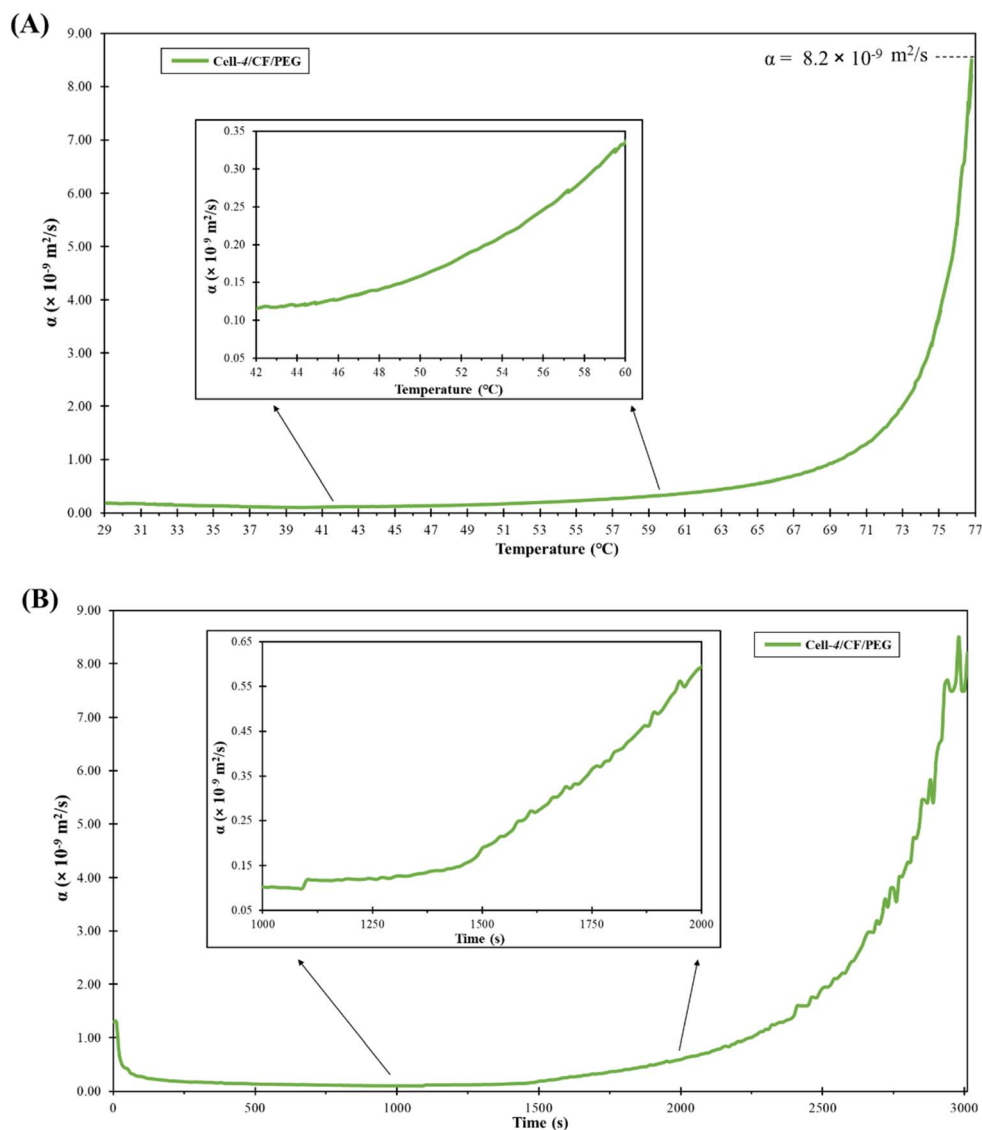 (A)
9.00
8.00
7.00
6.00
5.00
4.00
3.00
2.00
1.00
0.00
α (× 10⁻⁹ m²/s)
Cell-4/CF/PEG
α = 8.2 × 10⁻⁹ m²/s
0.35
0.30
0.25
0.20
0.15
0.10
0.05
α (× 10⁻⁹ m²/s)
42 44 46 48 50 52 54 56 58 60
Temperature (℃)
29 31 33 35 37 39 41 43 45 47 49 51 53 55 57 59 61 63 65 67 69 71 73 75 77
Temperature (℃)
(B)
9.00
8.00
7.00
6.00
5.00
4.00
3.00
2.00
1.00
0.00
α (× 10⁻⁹ m²/s)
Cell-4/CF/PEG
0.65
0.55
0.45
0.35
0.25
0.15
0.05
α (× 10⁻⁹ m²/s)
1000 1250 1500 1750 2000
Time (s)
0 500 1000 1500 2000 2500 3000
Time (s)